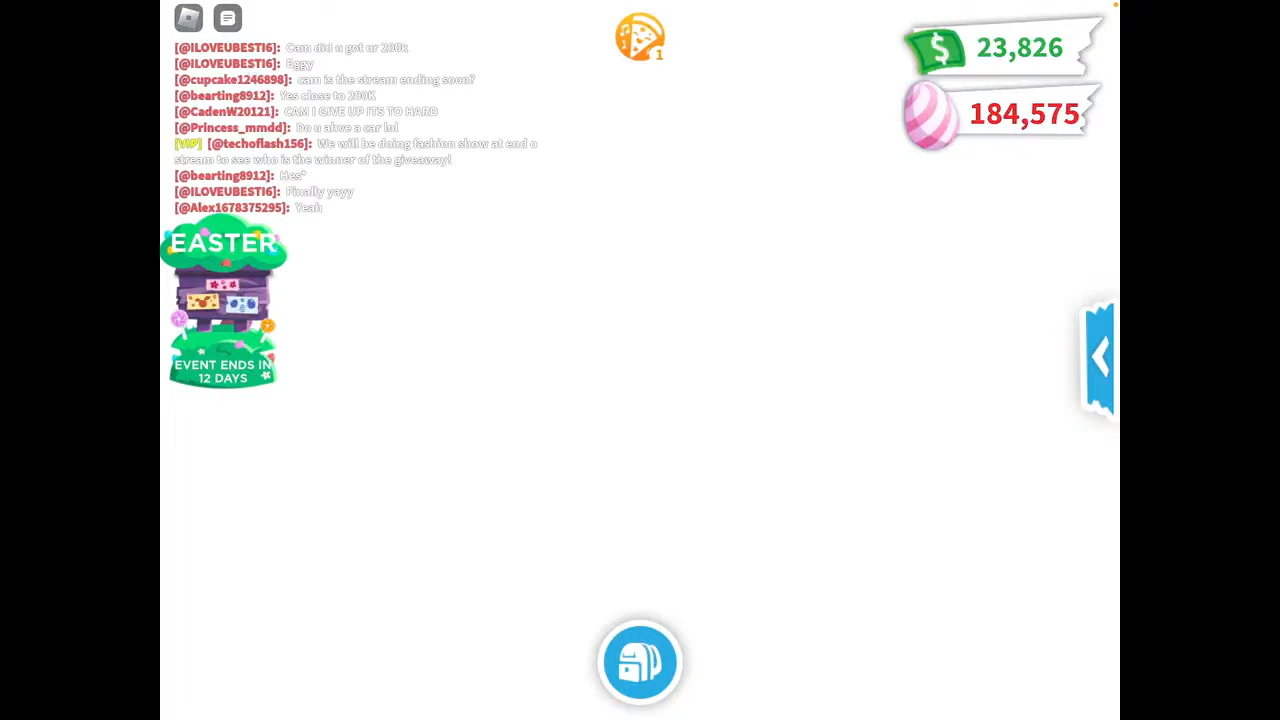 [@ILOVEUBESTI6]: Cam did u got ur 200k
[@ILOVEUBESTI6]: Eggy
[@cupcake1246898]: cam is the stream ending soon?
[@bearting8912]: Yes close to 200K
[@CadenW20121]: CAM I GIVE UP ITS TO HARD
[@Princess_mmdd]: Do u ahve a car lol
[VIP] [@techoflash156]: We will be doing fashion show at end o
stream to see who is the winner of the giveaway!
[@bearting8912]: Hes*
[@ILOVEUBESTI6]: Finally yayy
[@Alex1678375295]: Yeah
1
23,826
184,575
EASTER
EVENT ENDS IN
12 DAYS